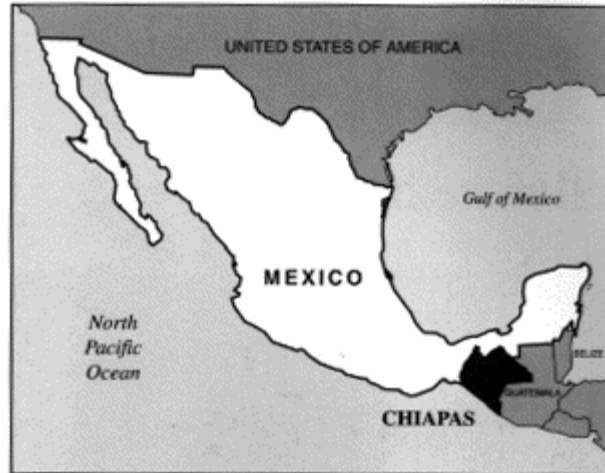 UNITED STATES OF AMERICA
Gulf of Mexico
MEXICO
North
Pacific
Ocean
BELIZE
GUATEMALA
CHIAPAS